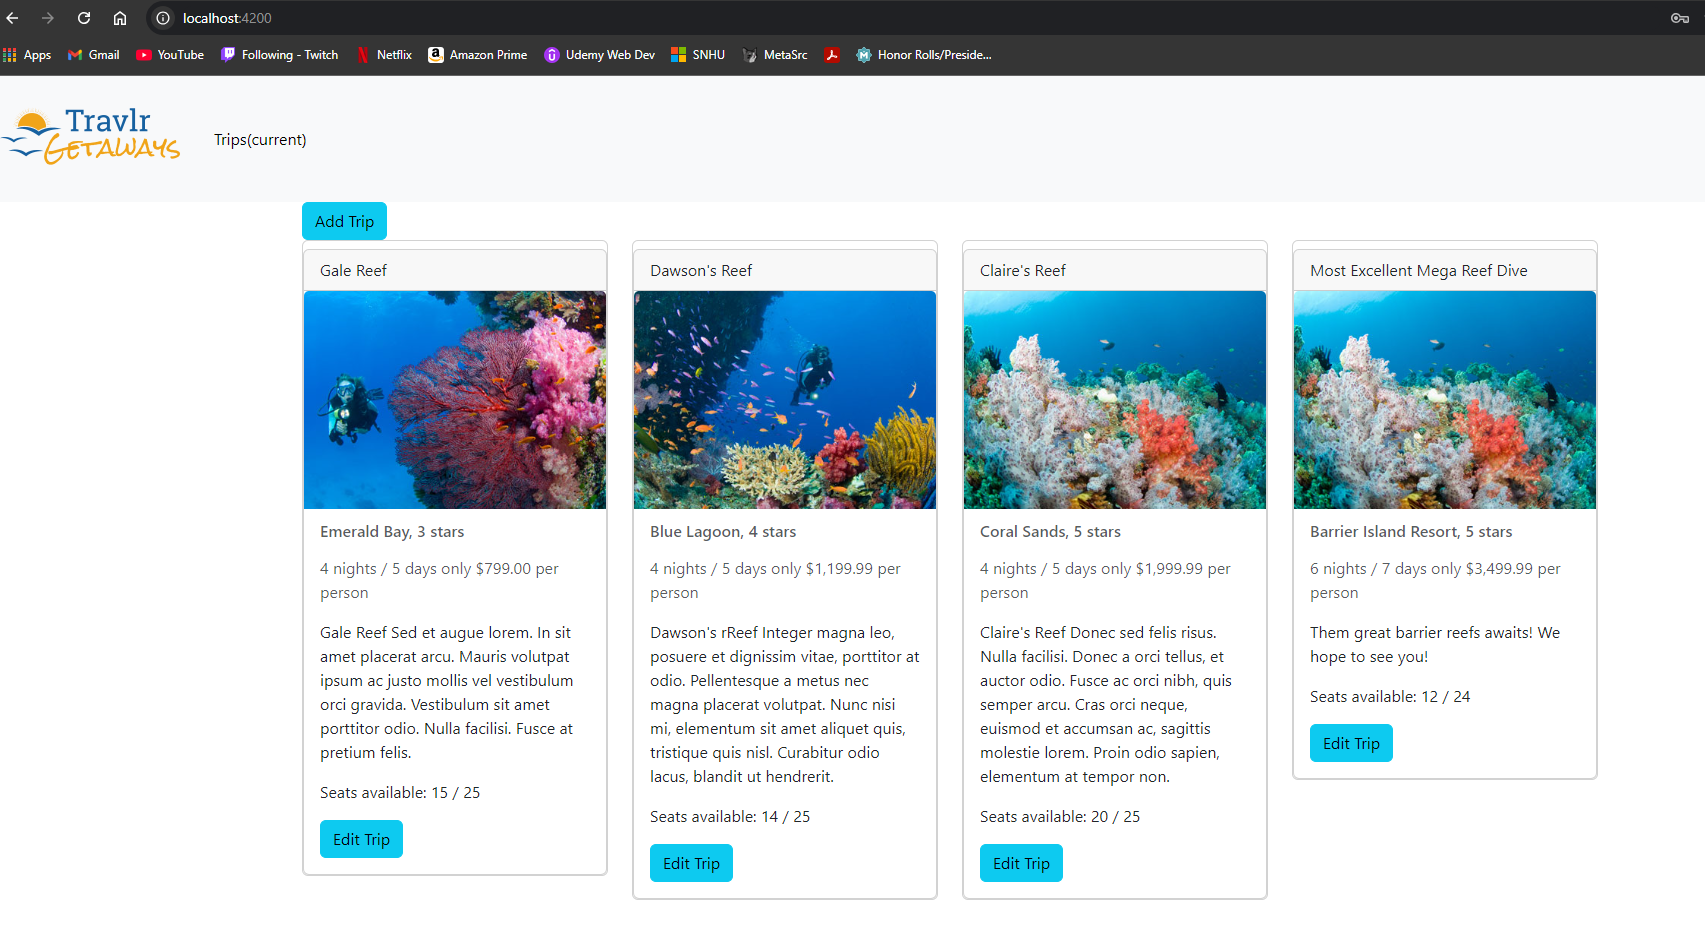 localhost:4200
Apps
Gmail
YouTube
Following - Twitch
Netflix
Amazon Prime
Udemy Web Dev
SNHU
MetaSrc
Honor Rolls/Preside...
Travlr
Getaways
Trips(current)
Add Trip
Gale Reef
Emerald Bay, 3 stars
4 nights / 5 days only $799.00 per
person
Gale Reef Sed et augue lorem. In sit
amet placerat arcu. Mauris volutpat
ipsum ac justo mollis vel vestibulum
orci gravida. Vestibulum sit amet
porttitor odio. Nulla facilisi. Fusce at
pretium felis.
Seats available: 15 / 25
Edit Trip
Dawson's Reef
Blue Lagoon, 4 stars
4 nights / 5 days only $1,199.99 per
person
Dawson's rReef Integer magna leo,
posuere et dignissim vitae, porttitor at
odio. Pellentesque a metus nec
magna placerat volutpat. Nunc nisi
mi, elementum sit amet aliquet quis,
tristique quis nisl. Curabitur odio
lacus, blandit ut hendrerit.
Seats available: 14 / 25
Edit Trip
Claire's Reef
Coral Sands, 5 stars
4 nights / 5 days only $1,999.99 per
person
Claire's Reef Donec sed felis risus.
Nulla facilisi. Donec a orci tellus, et
auctor odio. Fusce ac orci nibh, quis
semper arcu. Cras orci neque,
euismod et accumsan ac, sagittis
molestie lorem. Proin odio sapien,
elementum at tempor non.
Seats available: 20 / 25
Edit Trip
Most Excellent Mega Reef Dive
Barrier Island Resort, 5 stars
6 nights / 7 days only $3,499.99 per
person
Them great barrier reefs awaits! We
hope to see you!
Seats available: 12 / 24
Edit Trip